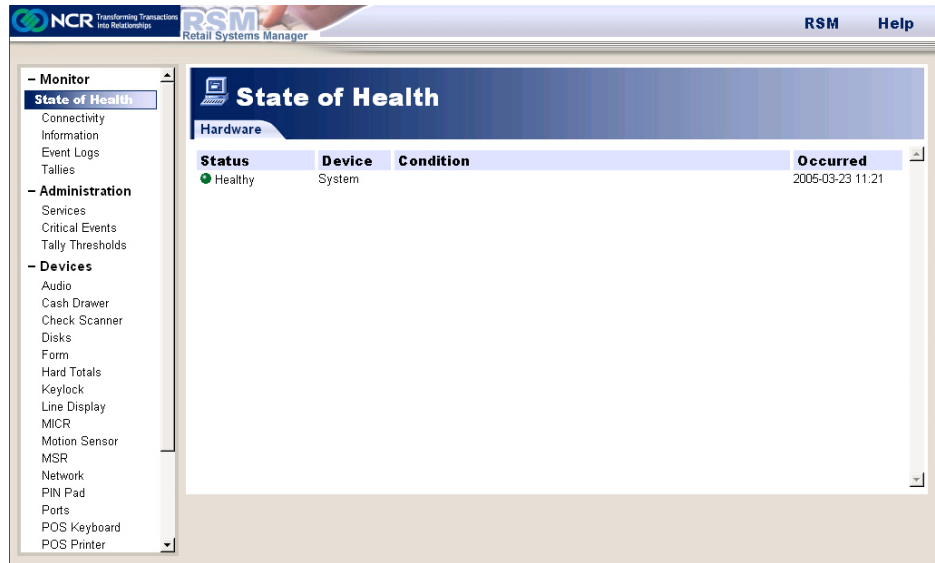 NCR Transforming Transactions into Relationships
RSM
Retail Systems Manager
RSM Help
– Monitor
State of Health
Connectivity
Information
Event Logs
Tallies
– Administration
Services
Critical Events
Tally Thresholds
– Devices
Audio
Cash Drawer
Check Scanner
Disks
Form
Hard Totals
Keylock
Line Display
MICR
Motion Sensor
MSR
Network
PIN Pad
Ports
POS Keyboard
POS Printer
State of Health
Hardware
Status Device Condition Occurred
Healthy System 2005-03-23 11:21